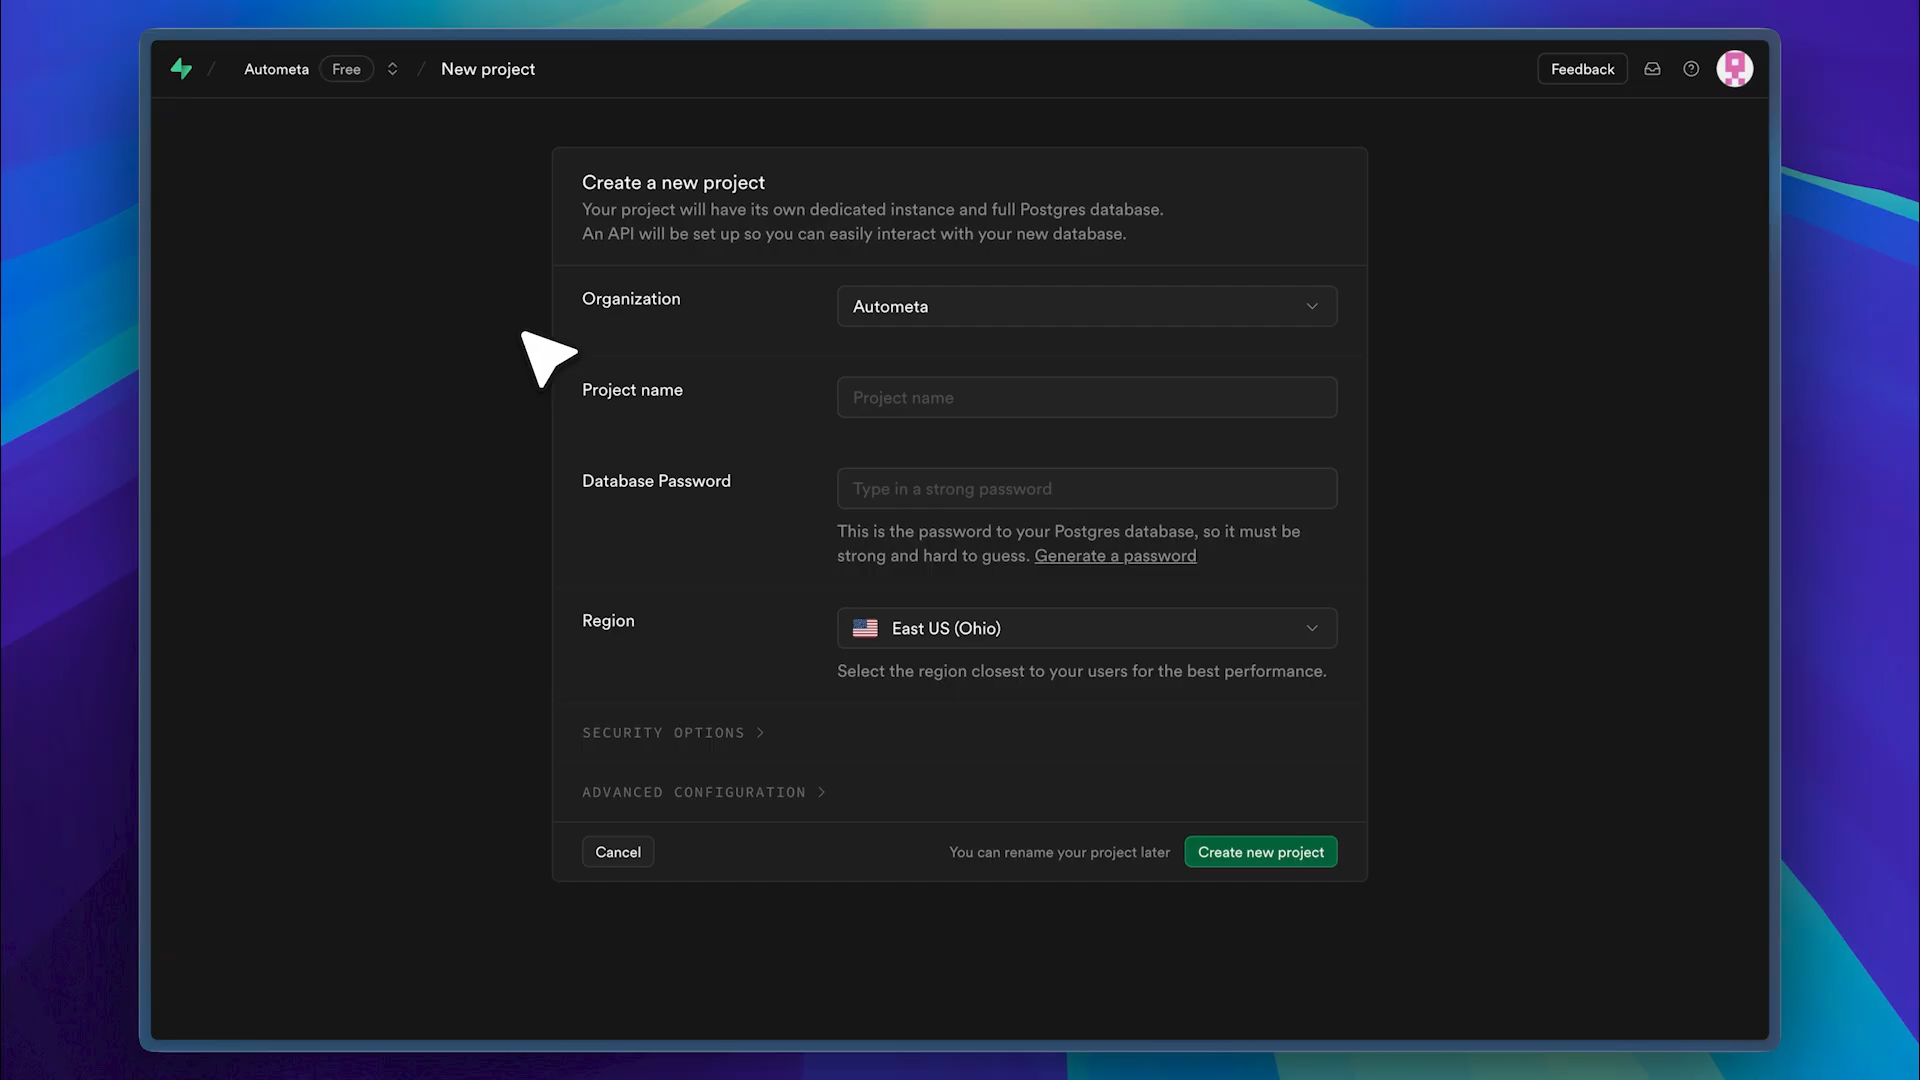 Autometa Free New project Feedback
Create a new project
Your project will have its own dedicated instance and full Postgres database.
An API will be set up so you can easily interact with your new database.
Organization
Autometa
Project name
Project name
Database Password
Type in a strong password
This is the password to your Postgres database, so it must be
strong and hard to guess. Generate a password
Region
East US (Ohio)
Select the region closest to your users for the best performance.
SECURITY OPTIONS
ADVANCED CONFIGURATION
Cancel You can rename your project later Create new project